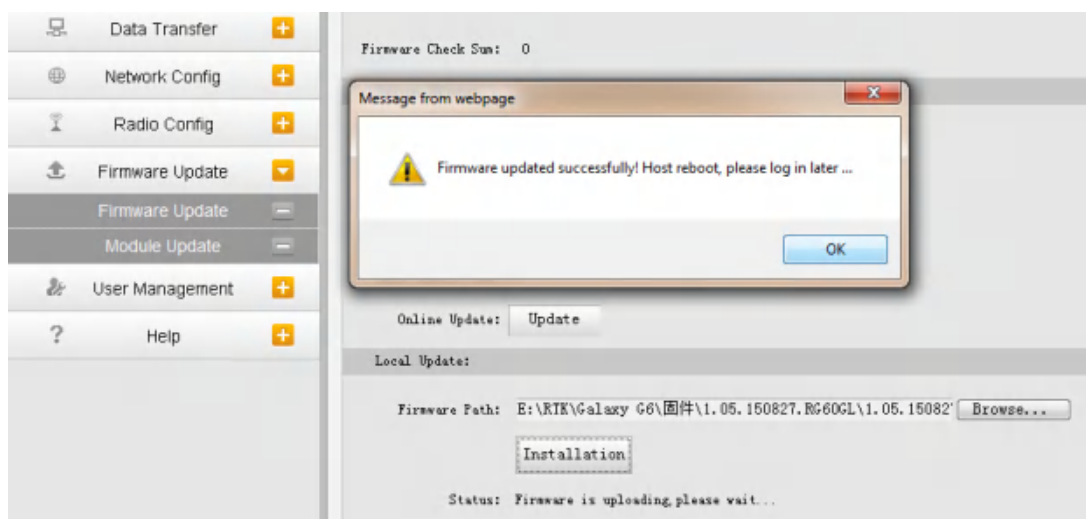 Data Transfer
Network Config
Radio Config
Firmware Update
Firmware Update
Module Update
User Management
? Help
Firmware Check Sum: 0
Message from webpage
Firmware updated successfully! Host reboot, please log in later ...
OK
Online Update: Update
Local Update:
Firmware Path: E:\RTK\Galaxy G6\固件\1.05.150827.RG60GL\1.05.15082 Browse...
Installation
Status: Firmware is uploading,please wait...